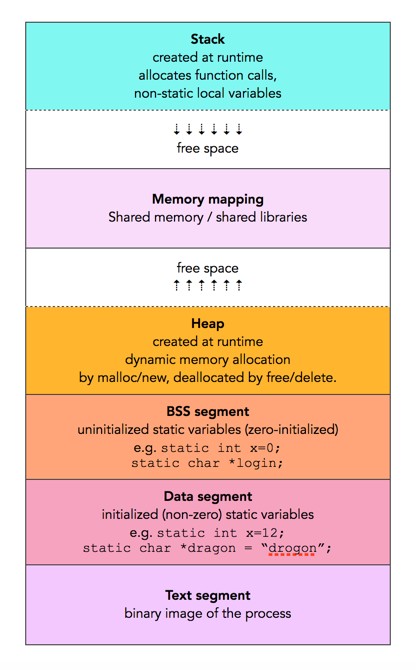 Stack
created at runtime
allocates function calls,
non-static local variables
free space
Memory mapping
Shared memory / shared libraries
free space
Heap
created at runtime
dynamic memory allocation
by malloc/new, deallocated by free/delete.
BSS segment
uninitialized static variables (zero-initialized)
e.g. static int x=0;
static char *login;
Data segment
initialized (non-zero) static variables
e.g. static int x=12;
static char *dragon = “drogon”;
Text segment
binary image of the process